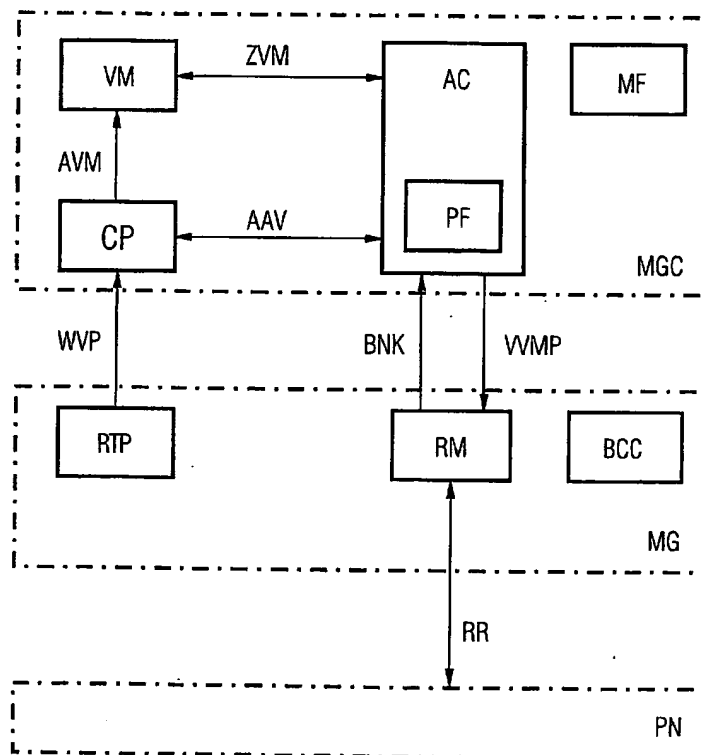 ZVM
VM
AC
MF
AVM
PF
AAV
CP
MGC
WVP
BNK
VVMP
RTP
RM
BCC
MG
RR
PN